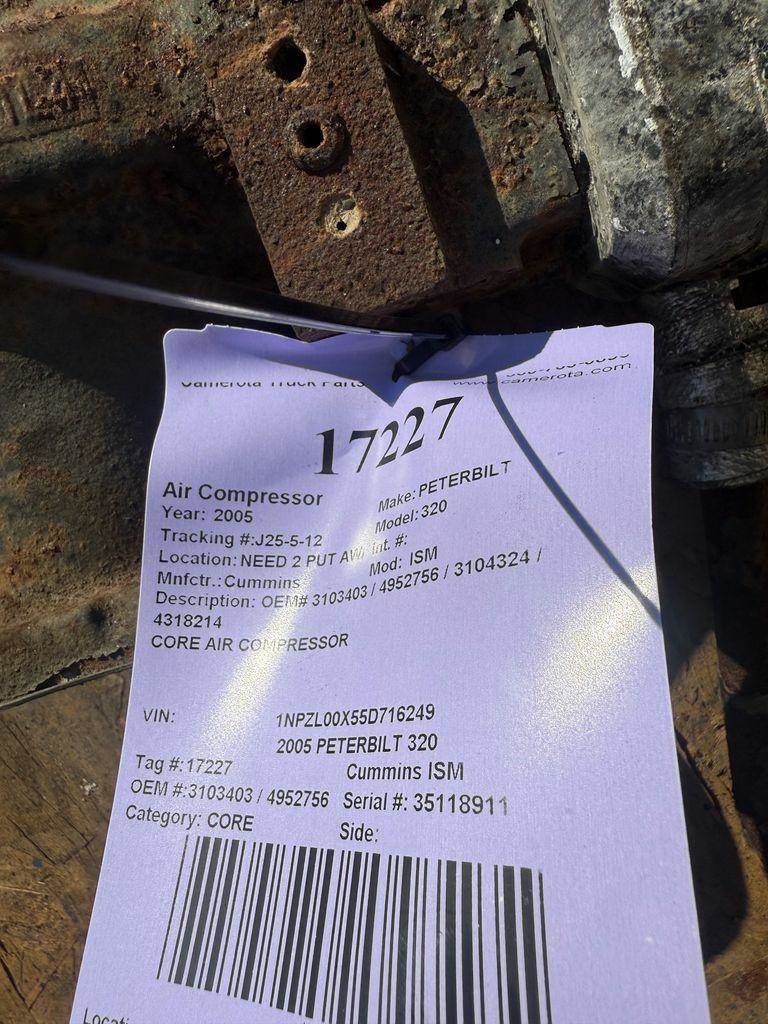 Camerota Truck Parts
www.camerota.com
17227
Air Compressor
Make: PETERBILT
Year: 2005
Model: 320
Tracking #:J25-5-12
Int. #:
Location: NEED 2 PUT AW
Mod: ISM
Mnfctr.: Cummins
Description: OEM# 3103403 / 4952756 / 3104324 /
4318214
CORE AIR COMPRESSOR
VIN: 1NPZL00X55D716249
2005 PETERBILT 320
Tag #: 17227 Cummins ISM
OEM #:3103403 / 4952756 Serial #: 35118911
Category: CORE Side: